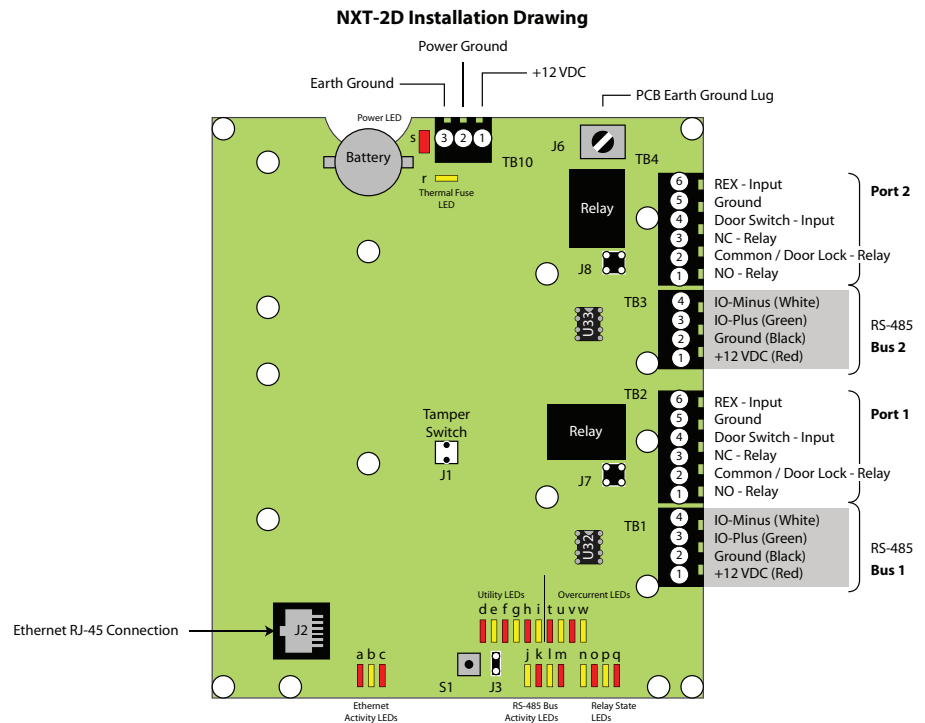 NXT-2D Installation Drawing
Power Ground
+12 VDC
Earth Ground
PCB Earth Ground Lug
Power LED
s
3 2 1
J6
TB10
TB4
Battery
r
Thermal Fuse
LED
Relay
J8
6 REX - Input
5 Ground
4 Door Switch - Input
3 NC - Relay
2 Common / Door Lock - Relay
1 NO - Relay
Port 2
TB3
U33
4 IO-Minus (White)
3 IO-Plus (Green)
2 Ground (Black)
1 +12 VDC (Red)
RS-485
Bus 2
TB2
Tamper
Switch
J1
Relay
J7
6 REX - Input
5 Ground
4 Door Switch - Input
3 NC - Relay
2 Common / Door Lock - Relay
1 NO - Relay
Port 1
TB1
U32
4 IO-Minus (White)
3 IO-Plus (Green)
2 Ground (Black)
1 +12 VDC (Red)
RS-485
Bus 1
Utility LEDs
Overcurrent LEDs
d e f g h i t u v w
Ethernet RJ-45 Connection
J2
a b c
S1
J3
j k l m
n o p q
Ethernet
Activity LEDs
RS-485 Bus
Activity LEDs
Relay State
LEDs